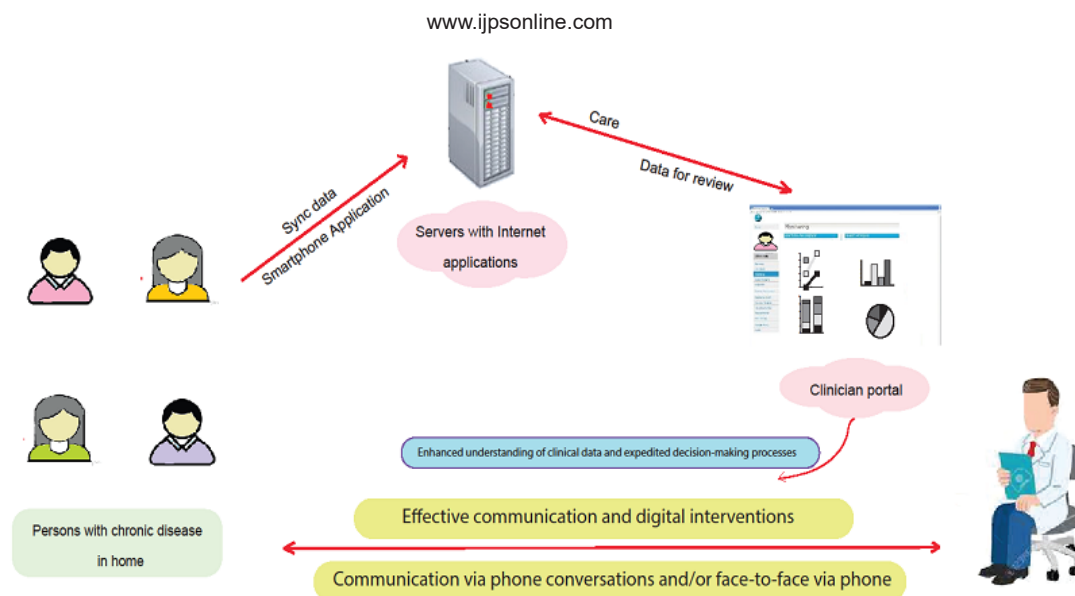 www.ijpsonline.com
Care
Data for review
Sync data
Smartphone Application
Servers with Internet
applications
Monitoring
Clinician portal
Enhanced understanding of clinical data and expedited decision-making processes
Effective communication and digital interventions
Persons with chronic disease
in home
Communication via phone conversations and/or face-to-face via phone